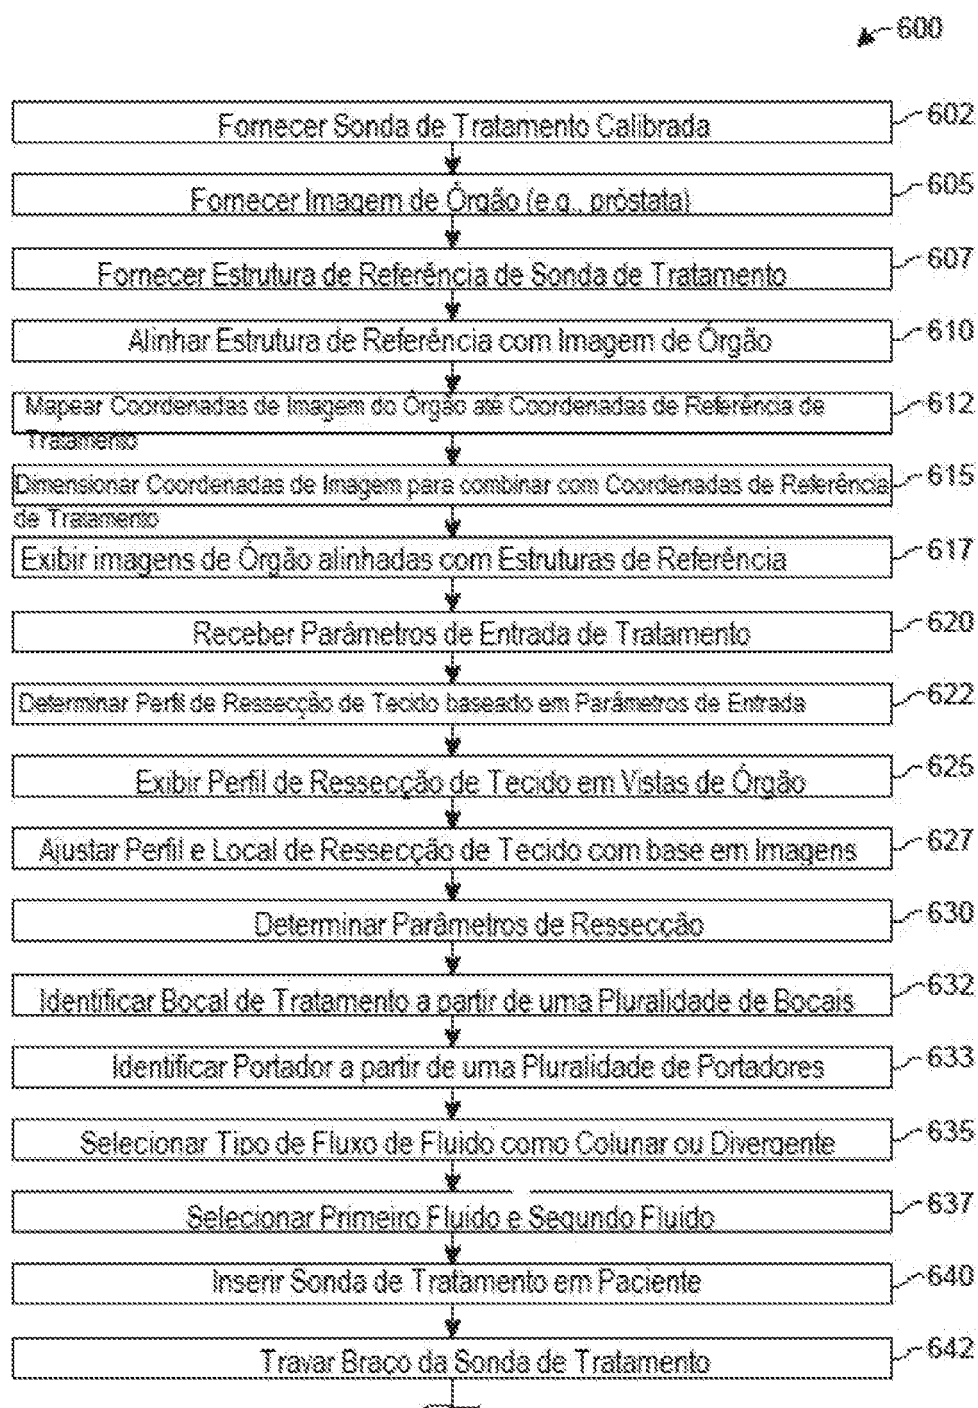 600
Fornecer Sonda de Tratamento Calibrada 602
Fornecer Imagem de Órgão (e.g., próstata) 605
Fornecer Estrutura de Referência de Sonda de Tratamento 607
Alinhar Estrutura de Referência com Imagem de Órgão 610
Mapear Coordenadas de Imagem do Órgão até Coordenadas de Referência de 612
Tratamento
Dimensionar Coordenadas de Imagem para combinar com Coordenadas de Referência 615
de Tratamento
Exibir imagens de Órgão alinhadas com Estruturas de Referência 617
Receber Parâmetros de Entrada de Tratamento 620
Determinar Perfil de Ressecção de Tecido baseado em Parâmetros de Entrada 622
Exibir Perfil de Ressecção de Tecido em Vistas de Órgão 625
Ajustar Perfil e Local de Ressecção de Tecido com base em Imagens 627
Determinar Parâmetros de Ressecção 630
Identificar Bocal de Tratamento a partir de uma Pluralidade de Bocais 632
Identificar Portador a partir de uma Pluralidade de Portadores 633
Selecionar Tipo de Fluxo de Fluido como Colunar ou Divergente 635
Selecionar Primeiro Fluido e Segundo Fluido 637
Inserir Sonda de Tratamento em Paciente 640
Travar Braço da Sonda de Tratamento 642